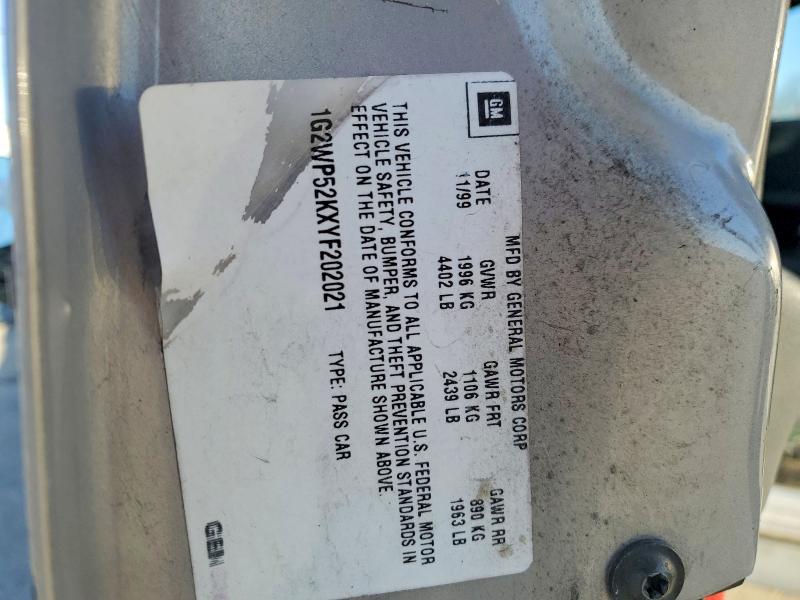 GM
MFD BY GENERAL MOTORS CORP
DATE GVWR GAWR FRT GAWR RR
11/99 1996 KG 1106 KG 890 KG
4402 LB 2439 LB 1963 LB
THIS VEHICLE CONFORMS TO ALL APPLICABLE U.S. FEDERAL MOTOR
VEHICLE SAFETY, BUMPER, AND THEFT PREVENTION STANDARDS IN
EFFECT ON THE DATE OF MANUFACTURE SHOWN ABOVE.
1G2WP52KXYF202021 TYPE: PASS CAR